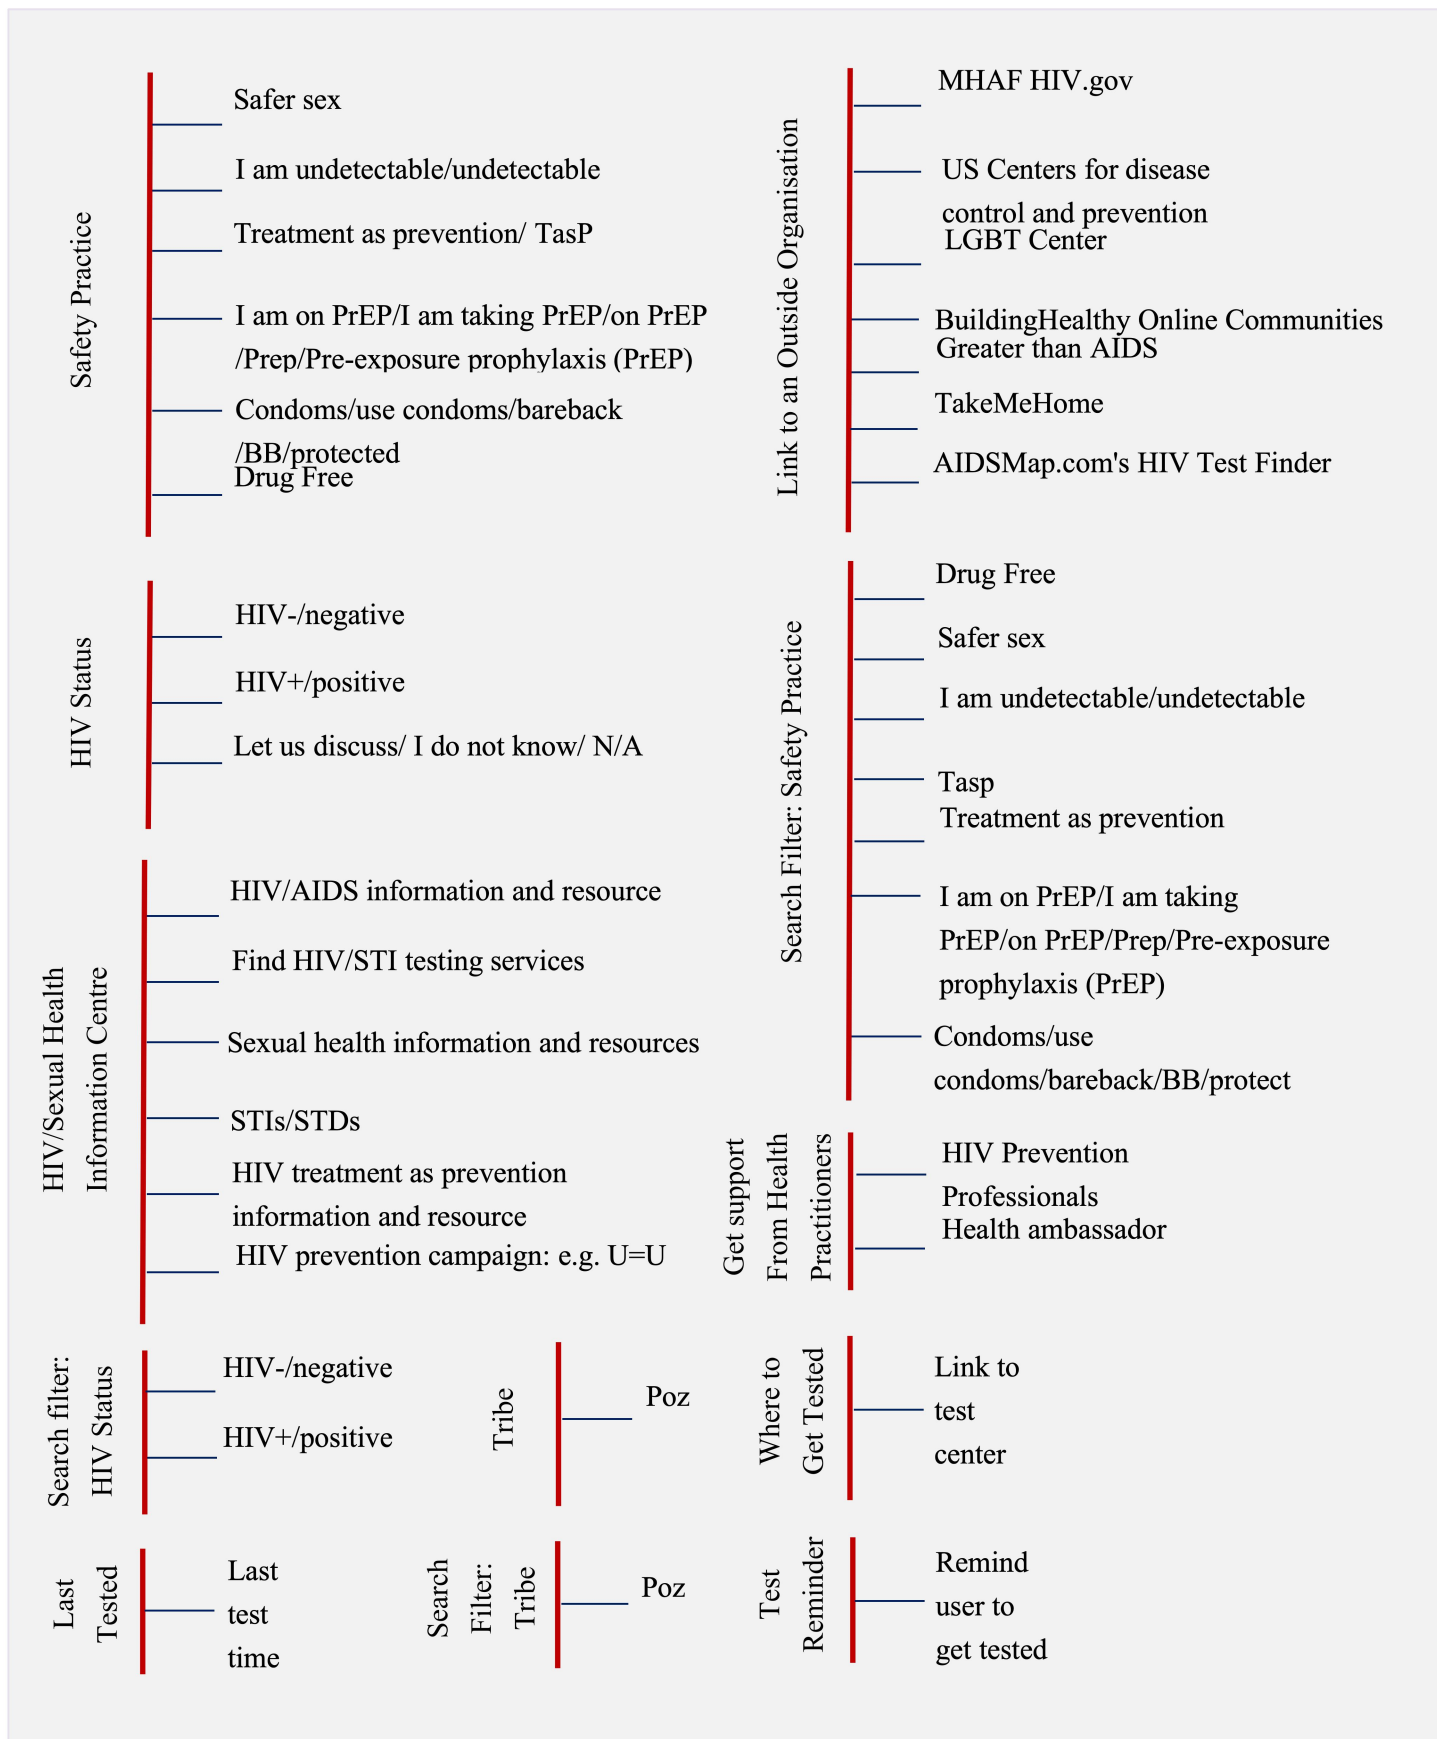 Safety Practice
Safer sex
I am undetectable/undetectable
Treatment as prevention/ TasP
I am on PrEP/I am taking PrEP/on PrEP
/Prep/Pre-exposure prophylaxis (PrEP)
Condoms/use condoms/bareback
/BB/protected
Drug Free
HIV Status
HIV-/negative
HIV+/positive
Let us discuss/ I do not know/ N/A
HIV/Sexual Health
Information Centre
HIV/AIDS information and resource
Find HIV/STI testing services
Sexual health information and resources
STIs/STDs
HIV treatment as prevention
information and resource
HIV prevention campaign: e.g. U=U
Search filter:
HIV Status
HIV-/negative
HIV+/positive
Last
Tested
Last
test
time
Tribe
Poz
Search
Filter:
Tribe
Poz
Link to an Outside Organisation
MHAF HIV.gov
US Centers for disease
control and prevention
LGBT Center
BuildingHealthy Online Communities
Greater than AIDS
TakeMeHome
AIDSMap.com's HIV Test Finder
Search Filter: Safety Practice
Drug Free
Safer sex
I am undetectable/undetectable
Tasp
Treatment as prevention
I am on PrEP/I am taking
PrEP/on PrEP/Prep/Pre-exposure
prophylaxis (PrEP)
Condoms/use
condoms/bareback/BB/protect
Get support
From Health
Practitioners
HIV Prevention
Professionals
Health ambassador
Where to
Get Tested
Link to
test
center
Test
Reminder
Remind
user to
get tested